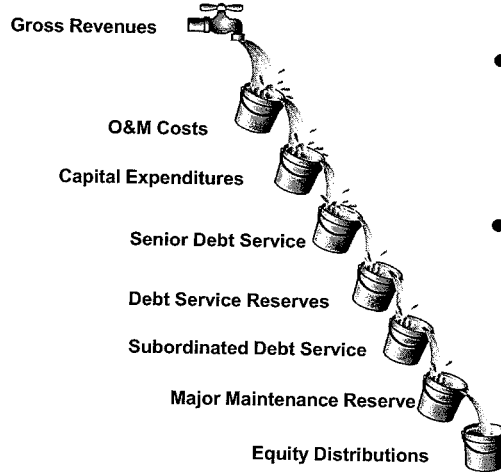 Gross Revenues
O&M Costs
Capital Expenditures
Senior Debt Service
Debt Service Reserves
Subordinated Debt Service
Major Maintenance Reserve
Equity Distributions